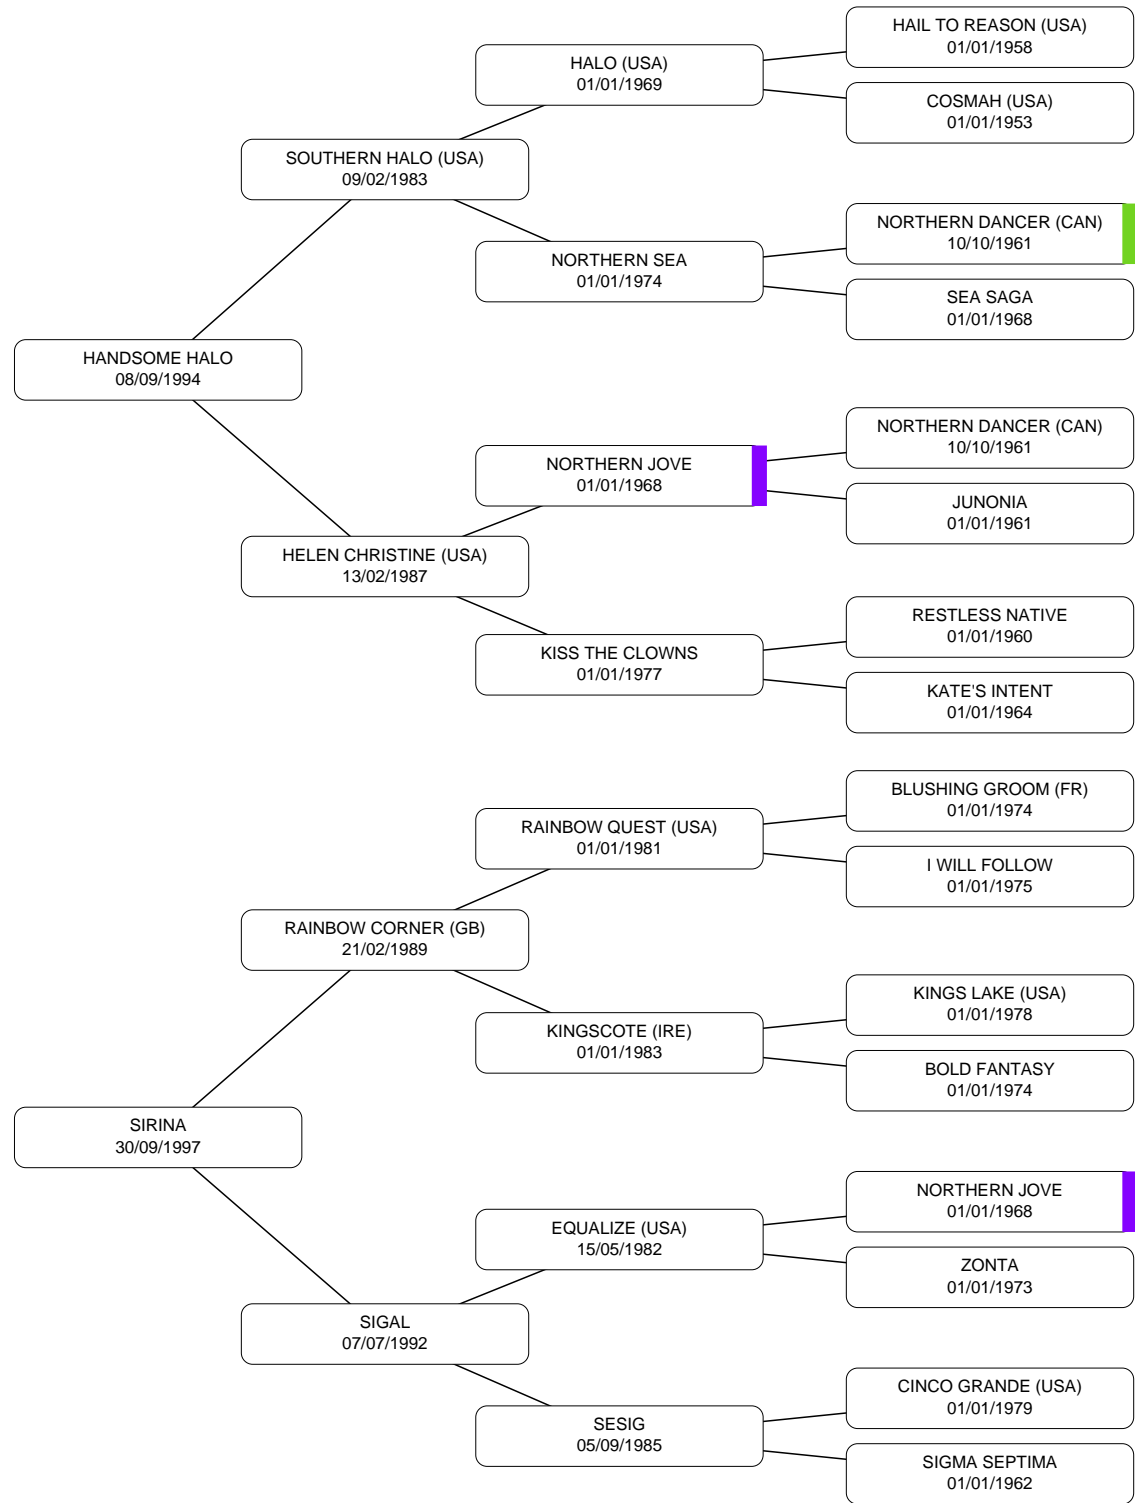 HAIL TO REASON (USA)
01/01/1958
HALO (USA)
01/01/1969
COSMAH (USA)
01/01/1953
SOUTHERN HALO (USA)
09/02/1983
NORTHERN DANCER (CAN)
10/10/1961
NORTHERN SEA
01/01/1974
SEA SAGA
01/01/1968
HANDSOME HALO
08/09/1994
NORTHERN DANCER (CAN)
10/10/1961
NORTHERN JOVE
01/01/1968
JUNONIA
01/01/1961
HELEN CHRISTINE (USA)
13/02/1987
RESTLESS NATIVE
01/01/1960
KISS THE CLOWNS
01/01/1977
KATE'S INTENT
01/01/1964
BLUSHING GROOM (FR)
01/01/1974
RAINBOW QUEST (USA)
01/01/1981
I WILL FOLLOW
01/01/1975
RAINBOW CORNER (GB)
21/02/1989
KINGS LAKE (USA)
01/01/1978
KINGSCOTE (IRE)
01/01/1983
BOLD FANTASY
01/01/1974
SIRINA
30/09/1997
NORTHERN JOVE
01/01/1968
EQUALIZE (USA)
15/05/1982
ZONTA
01/01/1973
SIGAL
07/07/1992
CINCO GRANDE (USA)
01/01/1979
SESIG
05/09/1985
SIGMA SEPTIMA
01/01/1962